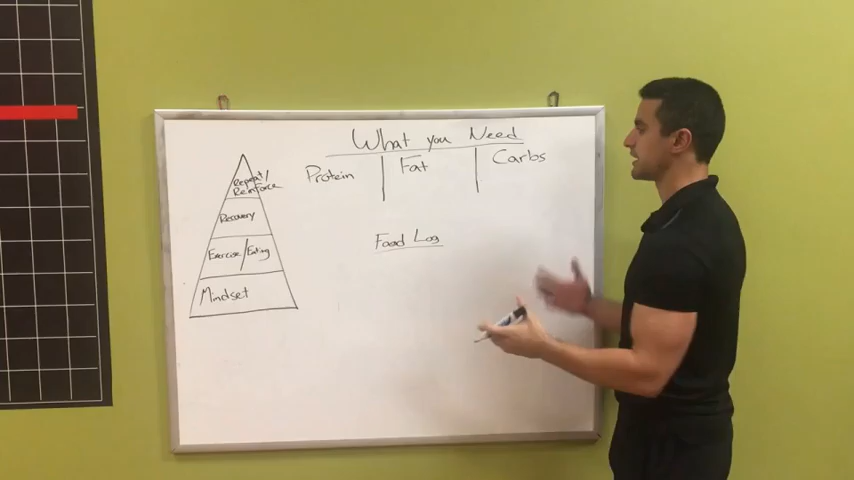 What you Need
Protein
Fat
Carbs
Repeat/
Reinforce
Recovery
Exercise/Eating
Mindset
Food Log